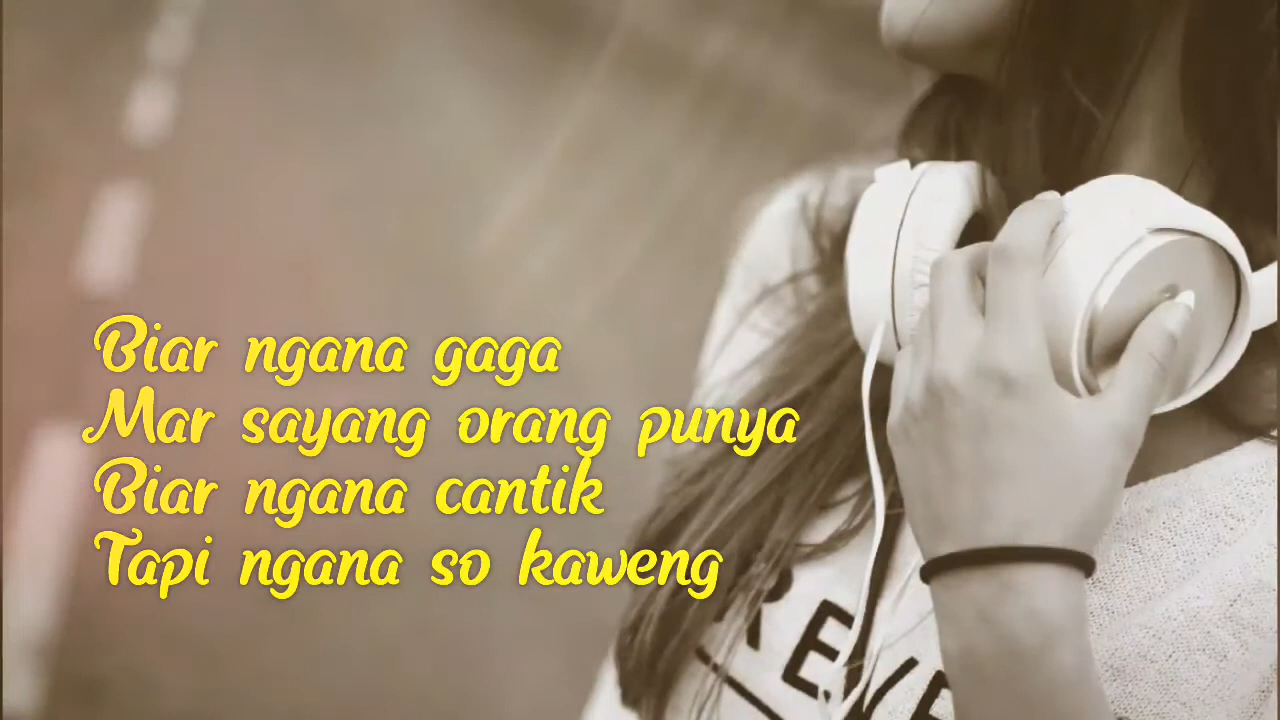 Biar ngana gaga
Mar sayang orang punya
Biar ngana cantik
Tapi ngana so kaweng